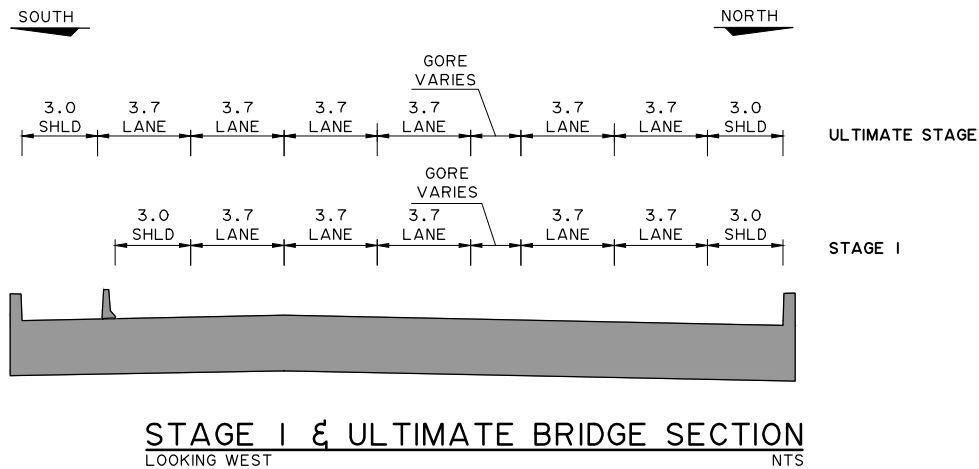 SOUTH NORTH
GORE
VARIES
3.0 3.7 3.7 3.7 3.7 3.7 3.7 3.0
SHLD LANE LANE LANE LANE LANE LANE SHLD
ULTIMATE STAGE
GORE
VARIES
3.0 3.7 3.7 3.7 3.7 3.7 3.0
SHLD LANE LANE LANE LANE LANE SHLD
STAGE I
STAGE I & ULTIMATE BRIDGE SECTION
LOOKING WEST NTS